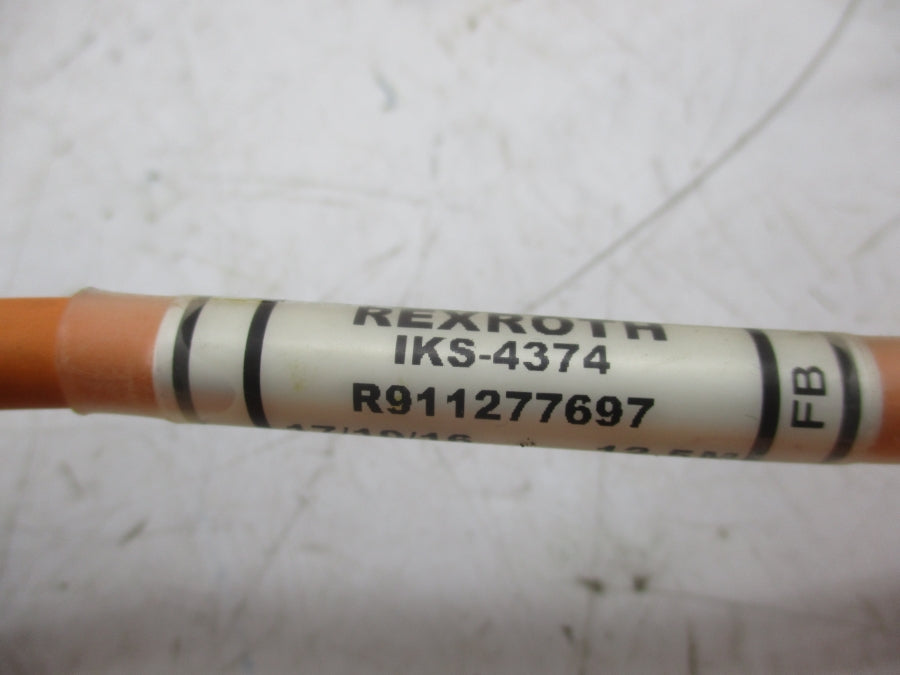 REXROTH
IKS-4374
R911277697
FB